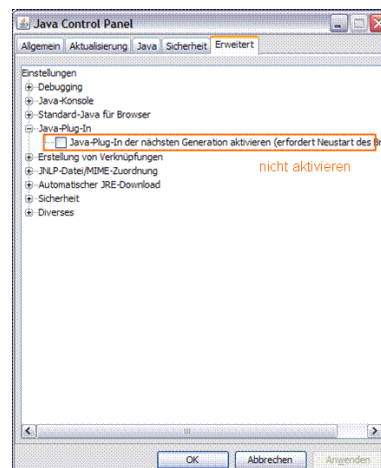 Java Control Panel
Allgemein Aktualisierung Java Sicherheit Erweitert
Einstellungen
Debugging
Java-Konsole
Standard-Java für Browser
Java-Plug-In
Java-Plug-In der nächsten Generation aktivieren (erfordert Neustart des Br
nicht aktivieren
Erstellung von Verknüpfungen
JNLP-Datei/MIME-Zuordnung
Automatischer JRE-Download
Sicherheit
Diverses
OK Abbrechen Anwenden